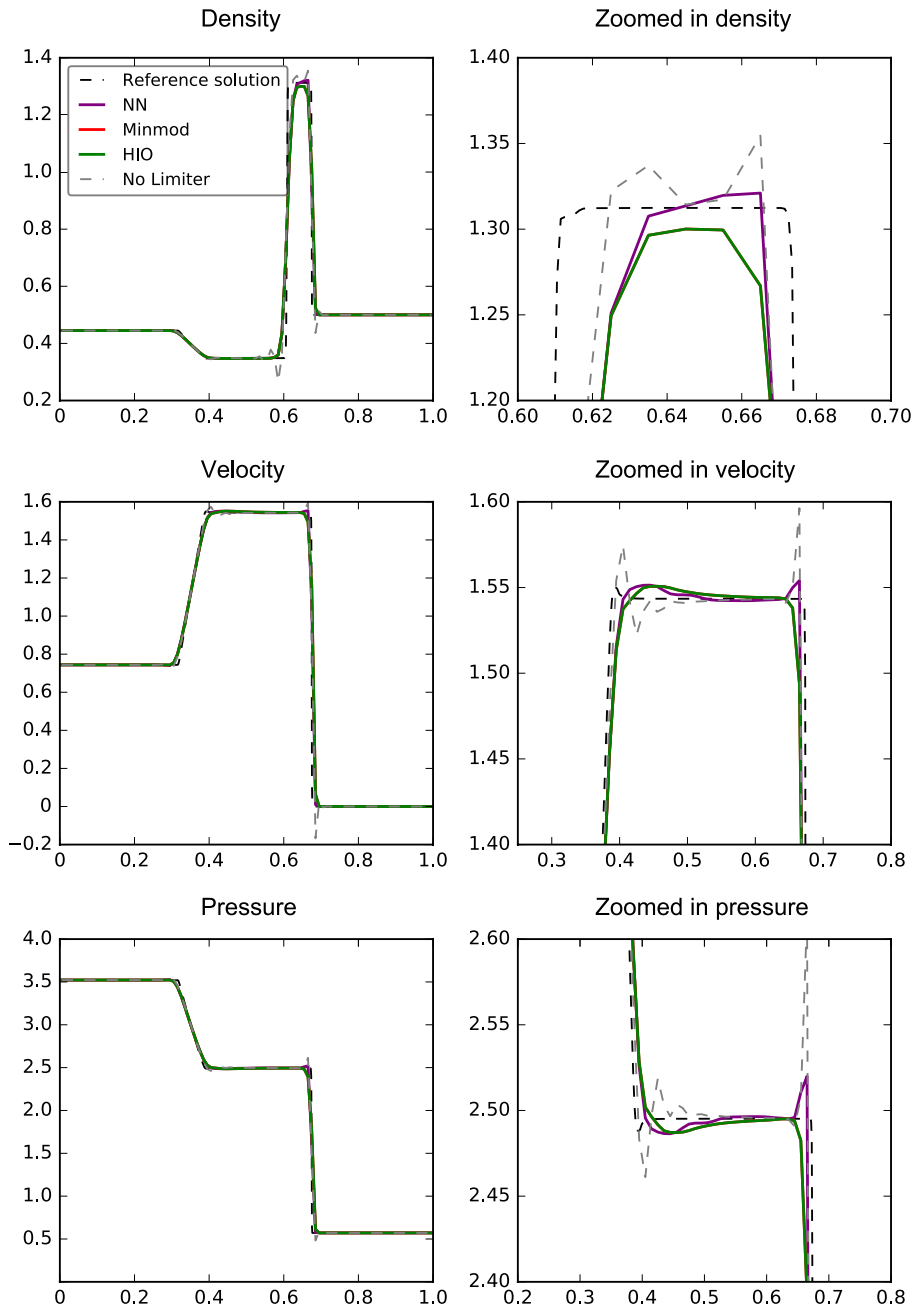 Density
1.4
1.2
1.0
0.8
0.6
0.4
0.2
Reference solution
NN
Minmod
HIO
No Limiter
0 0.2 0.4 0.6 0.8 1.0
Zoomed in density
1.40
1.35
1.30
1.25
1.20
0.60 0.62 0.64 0.66 0.68 0.70
Velocity
1.6
1.4
1.2
1.0
0.8
0.6
0.4
0.2
0
−0.2
0 0.2 0.4 0.6 0.8 1.0
Zoomed in velocity
1.60
1.55
1.50
1.45
1.40
0.3 0.4 0.5 0.6 0.7 0.8
Pressure
4.0
3.5
3.0
2.5
2.0
1.5
1.0
0.5
0 0.2 0.4 0.6 0.8 1.0
Zoomed in pressure
2.60
2.55
2.50
2.45
2.40
0.2 0.3 0.4 0.5 0.6 0.7 0.8